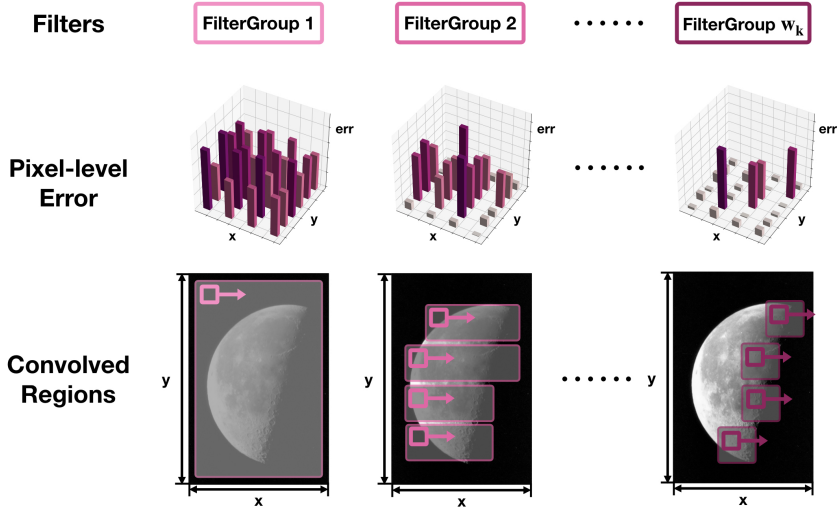 Filters
FilterGroup 1
FilterGroup 2
......
FilterGroup wk
Pixel-level
Error
err
x
y
err
x
y
......
err
x
y
Convolved
Regions
y
x
y
x
......
y
x